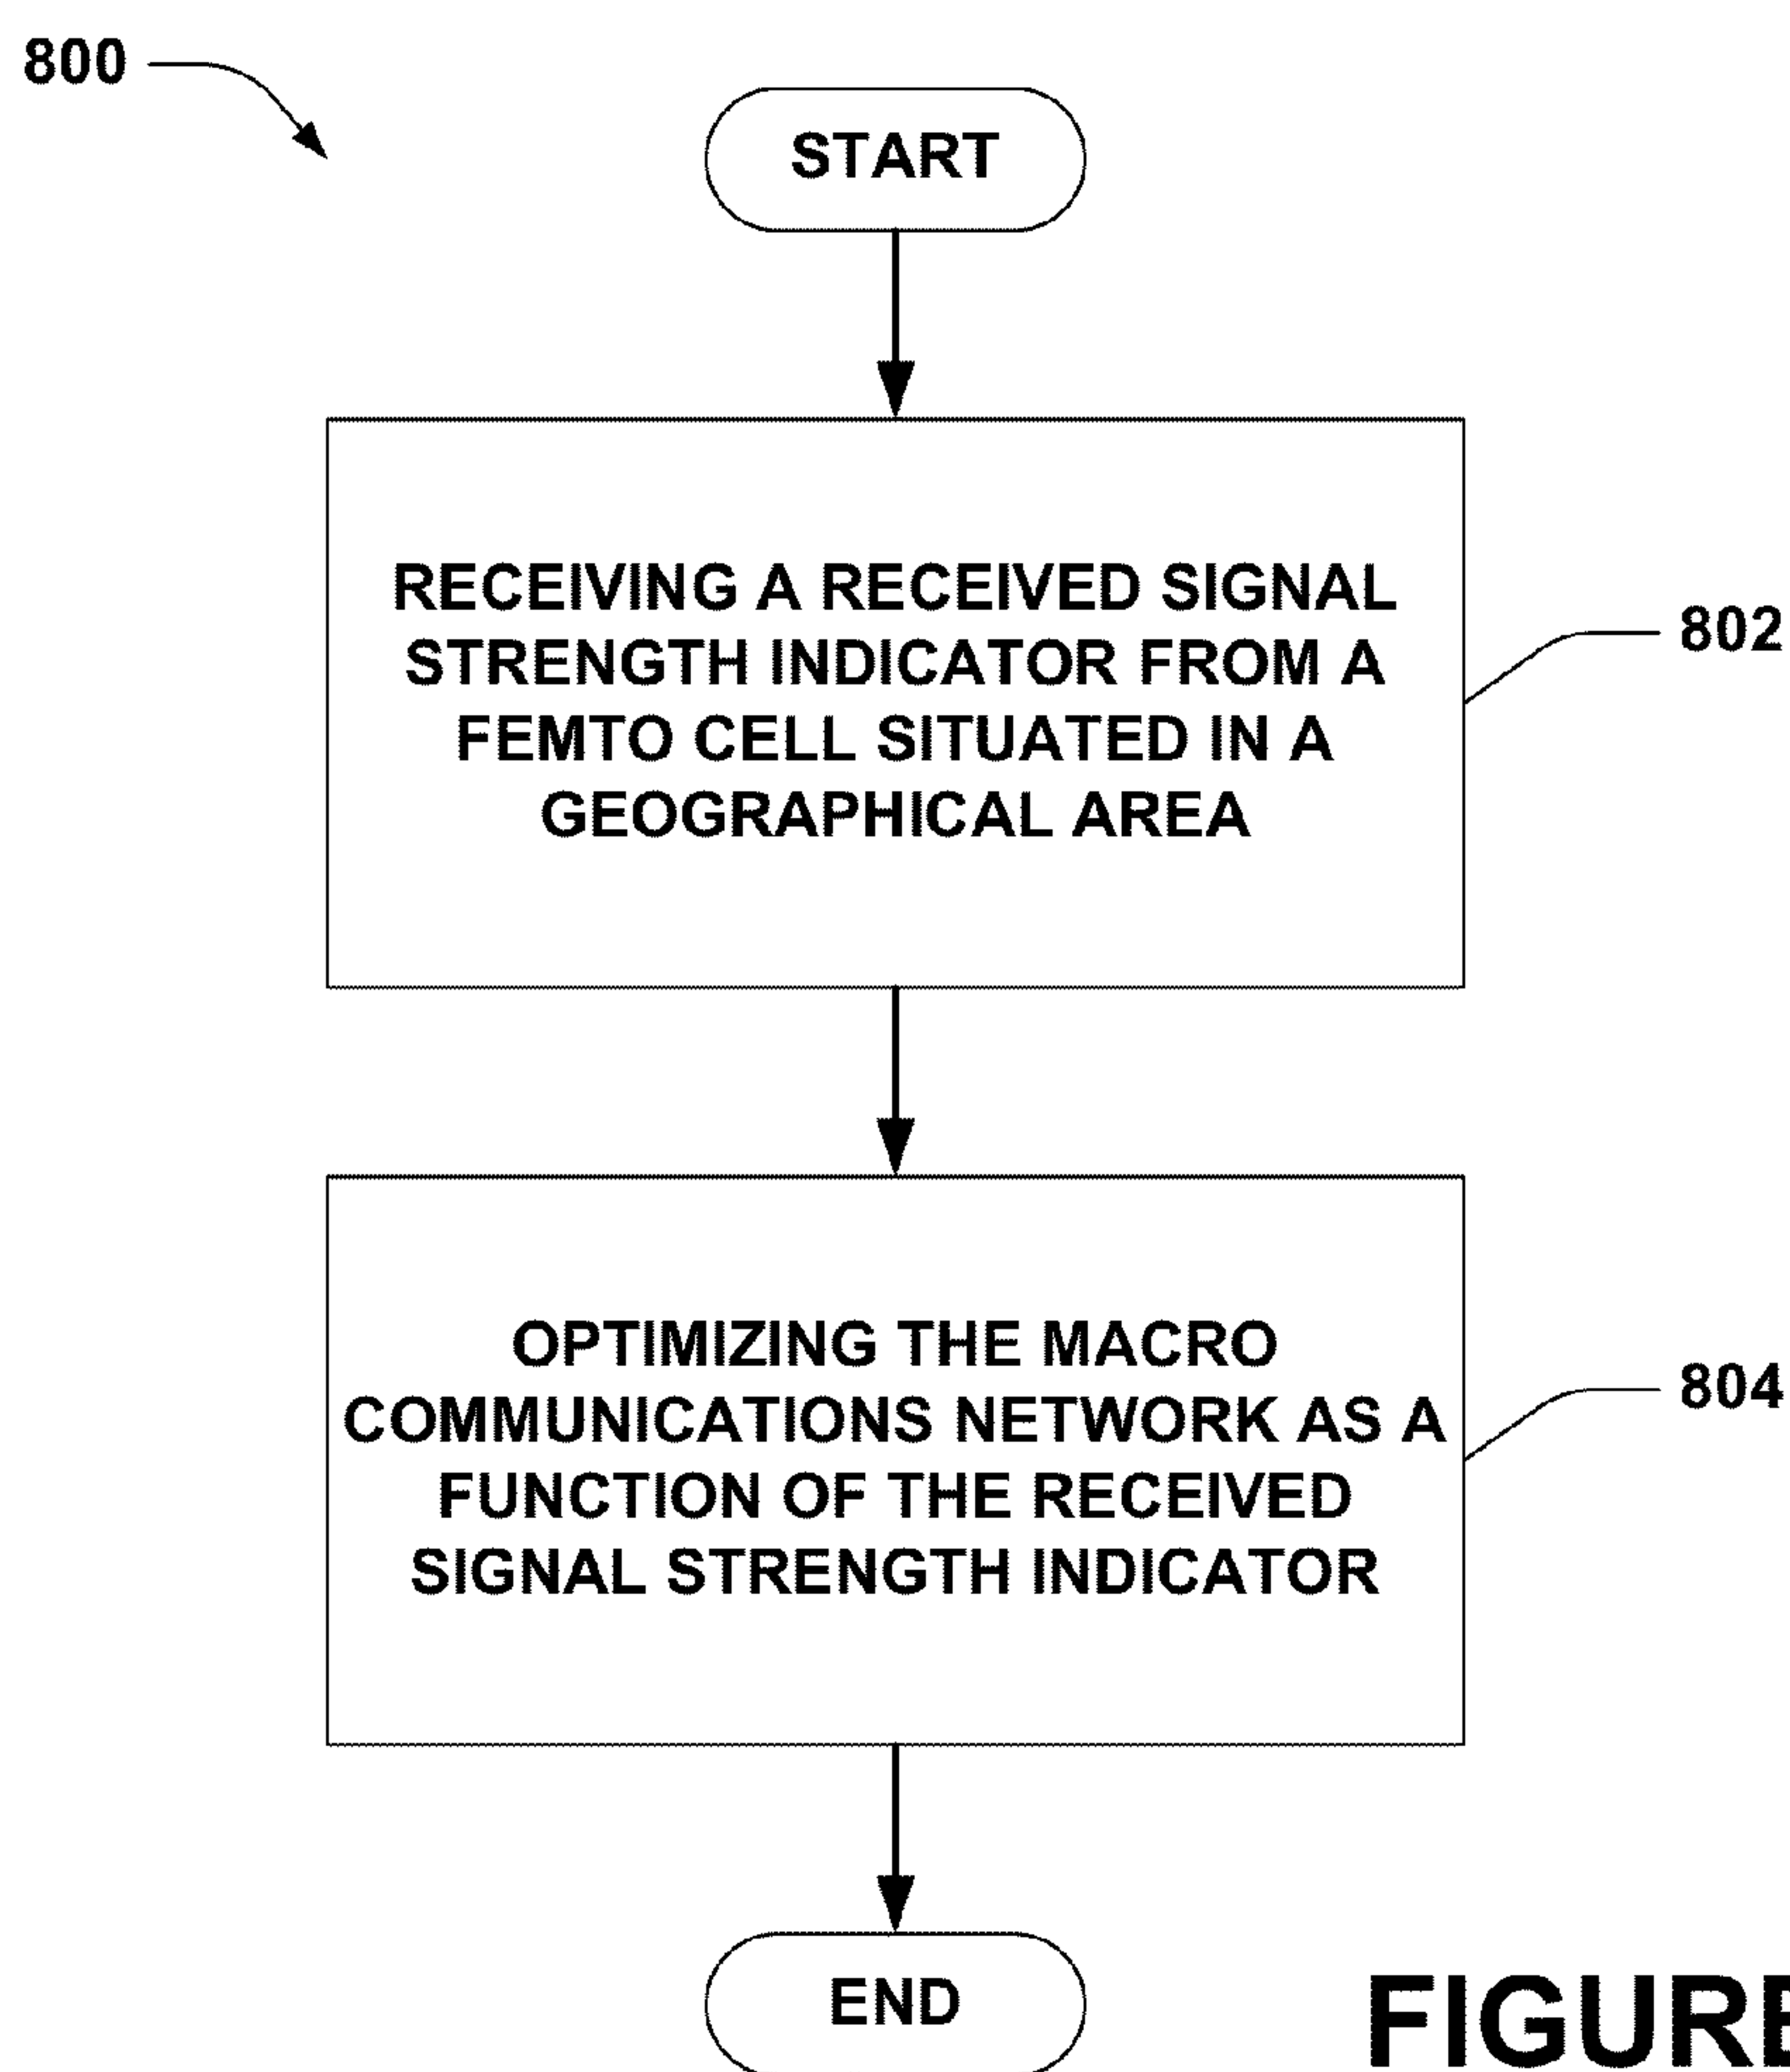 800
START
RECEIVING A RECEIVED SIGNAL
STRENGTH INDICATOR FROM A
FEMTO CELL SITUATED IN A
GEOGRAPHICAL AREA
802
OPTIMIZING THE MACRO
COMMUNICATIONS NETWORK AS A
FUNCTION OF THE RECEIVED
SIGNAL STRENGTH INDICATOR
804
END
FIGURE